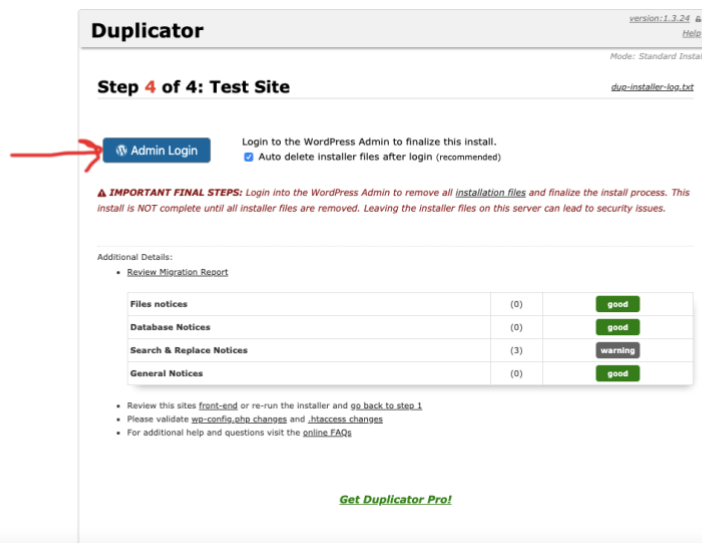 Duplicator
version:1.3.24
Help
Mode: Standard Instal
Step 4 of 4: Test Site
dup-installer-log.txt
Admin Login
Login to the WordPress Admin to finalize this install.
Auto delete installer files after login (recommended)
IMPORTANT FINAL STEPS: Login into the WordPress Admin to remove all installation files and finalize the install process. This
install is NOT complete until all installer files are removed. Leaving the installer files on this server can lead to security issues.
Additional Details:
• Review Migration Report
Files notices (0) good
Database Notices (0) good
Search & Replace Notices (3) warning
General Notices (0) good
• Review this sites front-end or re-run the installer and go back to step 1
• Please validate wp-config.php changes and .htaccess changes
• For additional help and questions visit the online FAQs
Get Duplicator Pro!